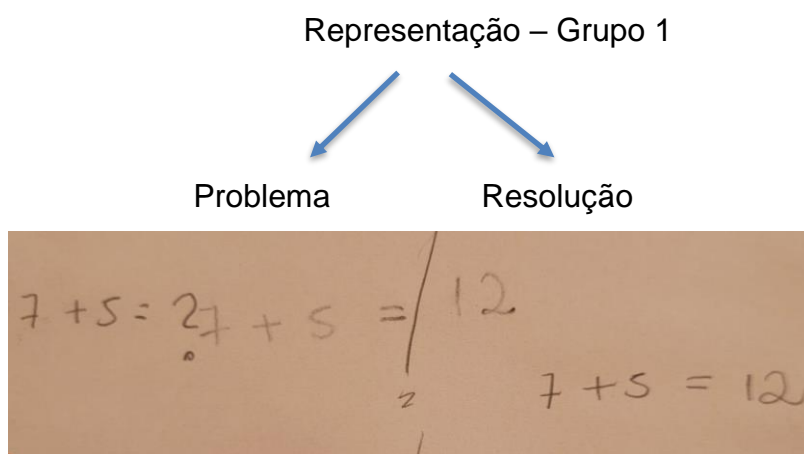 Representação – Grupo 1
Problema Resolução
7 + 5 = ? 7 + 5 = 12
7 + 5 = 12